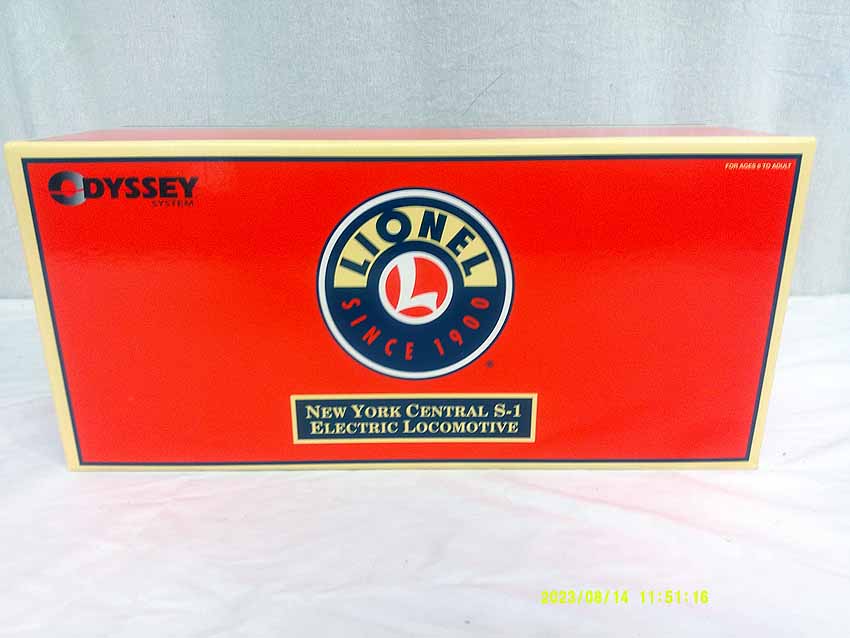 ODYSSEY
SYSTEM
FOR AGES 8 TO ADULT
LIONEL
L
SINCE 1900
®
NEW YORK CENTRAL S-1
ELECTRIC LOCOMOTIVE
2023/08/14 11:51:16